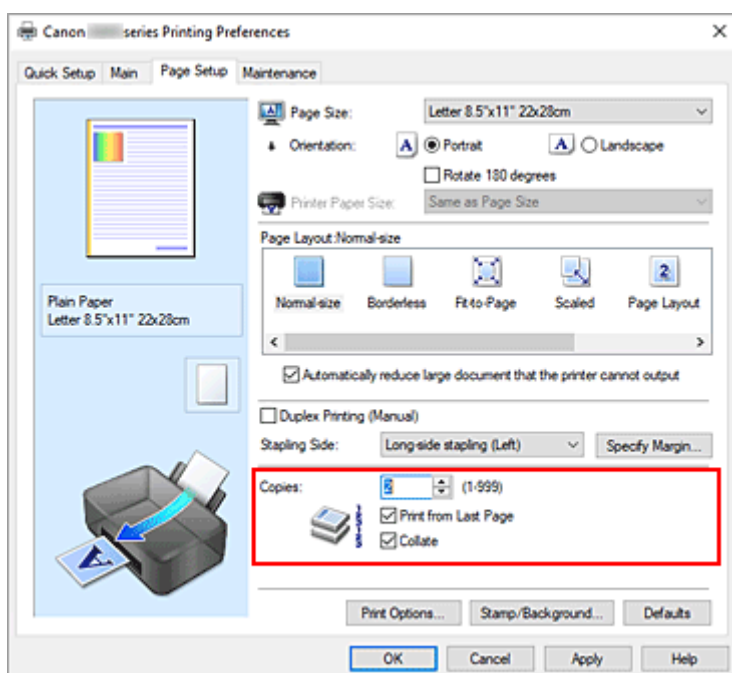 Canon series Printing Preferences
Quick Setup Main Page Setup Maintenance
Page Size: Letter 8.5"x11" 22x28cm
Orientation: A Portrait A Landscape
Rotate 180 degrees
Printer Paper Size: Same as Page Size
Page Layout:Normal-size
Normal-size Borderless Fit-to-Page Scaled Page Layout
Plain Paper
Letter 8.5"x11" 22x28cm
Automatically reduce large document that the printer cannot output
Duplex Printing (Manual)
Stapling Side: Long-side stapling (Left) Specify Margin...
Copies: 2 (1-999)
Print from Last Page
Collate
Print Options... Stamp/Background... Defaults
OK Cancel Apply Help